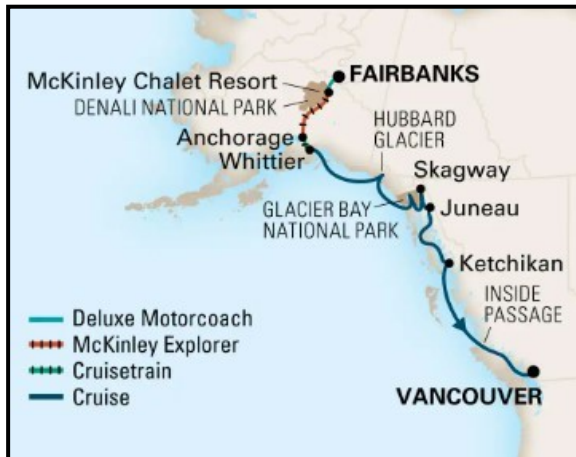 FAIRBANKS
McKinley Chalet Resort
DENALI NATIONAL PARK
HUBBARD
GLACIER
Anchorage
Whittier
Skagway
GLACIER BAY
NATIONAL PARK
Juneau
Ketchikan
INSIDE
PASSAGE
Deluxe Motorcoach
McKinley Explorer
Cruisetrain
Cruise
VANCOUVER